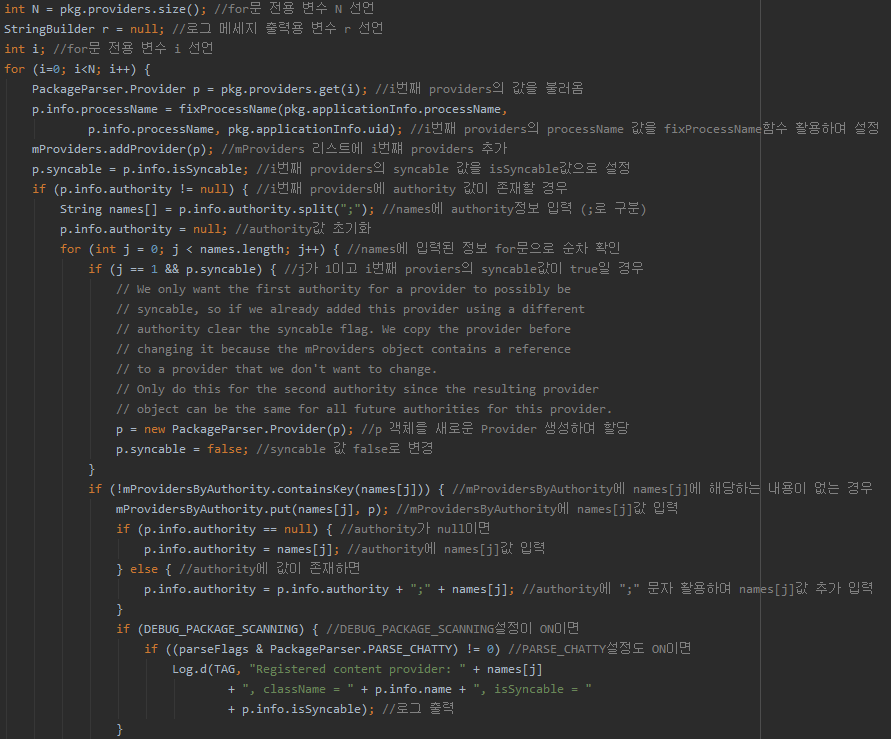 int N = pkg.providers.size(); //for문 전용 변수 N 선언
StringBuilder r = null; //로그 메세지 출력용 변수 r 선언
int i; //for문 전용 변수 i 선언
for (i=0; i<N; i++) {
PackageParser.Provider p = pkg.providers.get(i); //i번째 providers의 값을 불러옴
p.info.processName = fixProcessName(pkg.applicationInfo.processName,
p.info.processName, pkg.applicationInfo.uid); //i번째 providers의 processName 값을 fixProcessName함수 활용하여 설정
mProviders.addProvider(p); //mProviders 리스트에 i번째 providers 추가
p.syncable = p.info.isSyncable; //i번째 providers의 syncable 값을 isSyncable값으로 설정
if (p.info.authority != null) { //i번째 providers에 authority 값이 존재할 경우
String names[] = p.info.authority.split(";"); //names에 authority정보 입력 (;로 구분)
p.info.authority = null; //authority값 초기화
for (int j = 0; j < names.length; j++) { //names에 입력된 정보 for문으로 순차 확인
if (j == 1 && p.syncable) { //j가 1이고 i번째 proviers의 syncable값이 true일 경우
// We only want the first authority for a provider to possibly be
// syncable, so if we already added this provider using a different
// authority clear the syncable flag. We copy the provider before
// changing it because the mProviders object contains a reference
// to a provider that we don't want to change.
// Only do this for the second authority since the resulting provider
// object can be the same for all future authorities for this provider.
p = new PackageParser.Provider(p); //p 객체를 새로운 Provider 생성하여 할당
p.syncable = false; //syncable 값 false로 변경
}
if (!mProvidersByAuthority.containsKey(names[j])) { //mProvidersByAuthority에 names[j]에 해당하는 내용이 없는 경우
mProvidersByAuthority.put(names[j], p); //mProvidersByAuthority에 names[j]값 입력
if (p.info.authority == null) { //authority가 null이면
p.info.authority = names[j]; //authority에 names[j]값 입력
} else { //authority에 값이 존재하면
p.info.authority = p.info.authority + ";" + names[j]; //authority에 ";" 문자 활용하여 names[j]값 추가 입력
}
if (DEBUG_PACKAGE_SCANNING) { //DEBUG_PACKAGE_SCANNING설정이 ON이면
if ((parseFlags & PackageParser.PARSE_CHATTY) != 0) //PARSE_CHATTY설정도 ON이면
Log.d(TAG, "Registered content provider: " + names[j]
+ ", className = " + p.info.name + ", isSyncable = "
+ p.info.isSyncable); //로그 출력
}